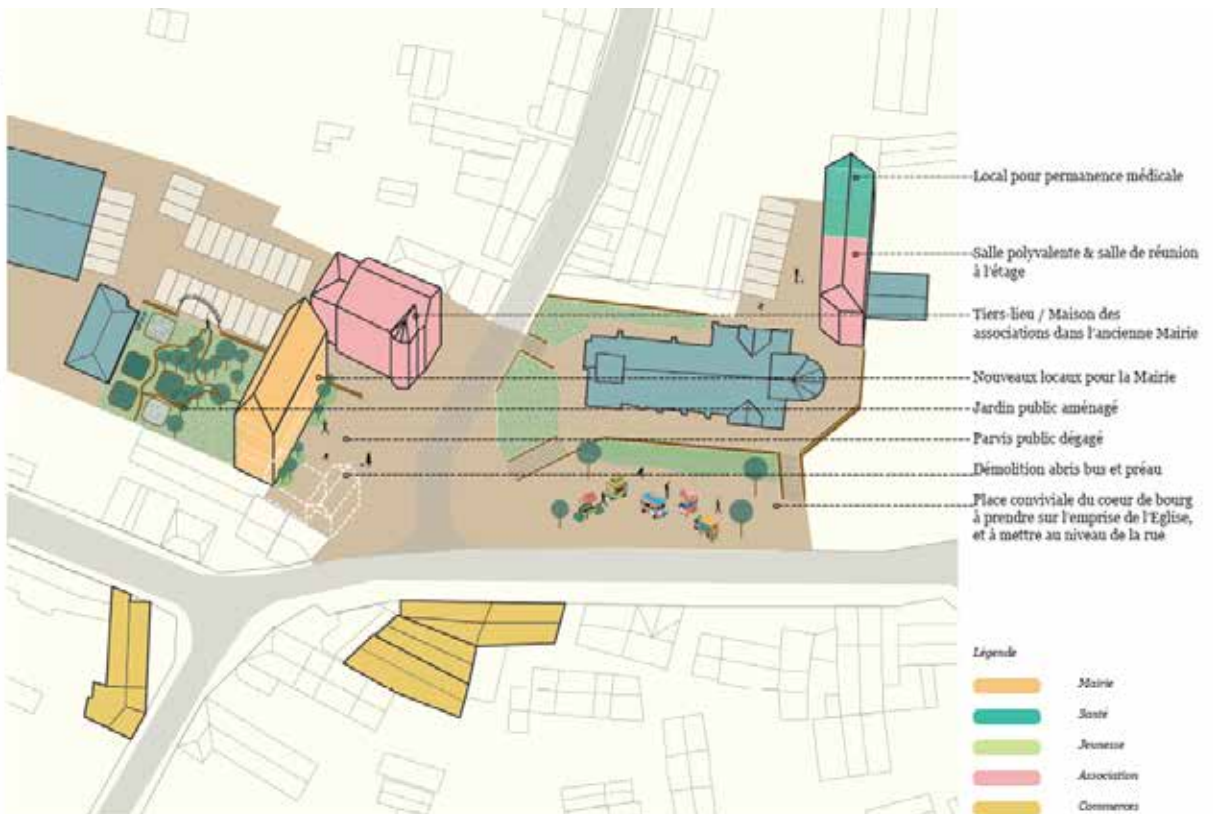 Local pour permanence médicale
Salle polyvalente & salle de réunion
à l'étage
Tiers-lieu / Maison des
associations dans l'ancienne Mairie
Nouveaux locaux pour la Mairie
Jardin public aménagé
Parvis public dégagé
Démolition abris bus et préau
Place conviviale du coeur de bourg
à prendre sur l'emprise de l'Eglise,
et à mettre au niveau de la rue
Légende
Mairie
Santé
Jeunesse
Association
Commerces